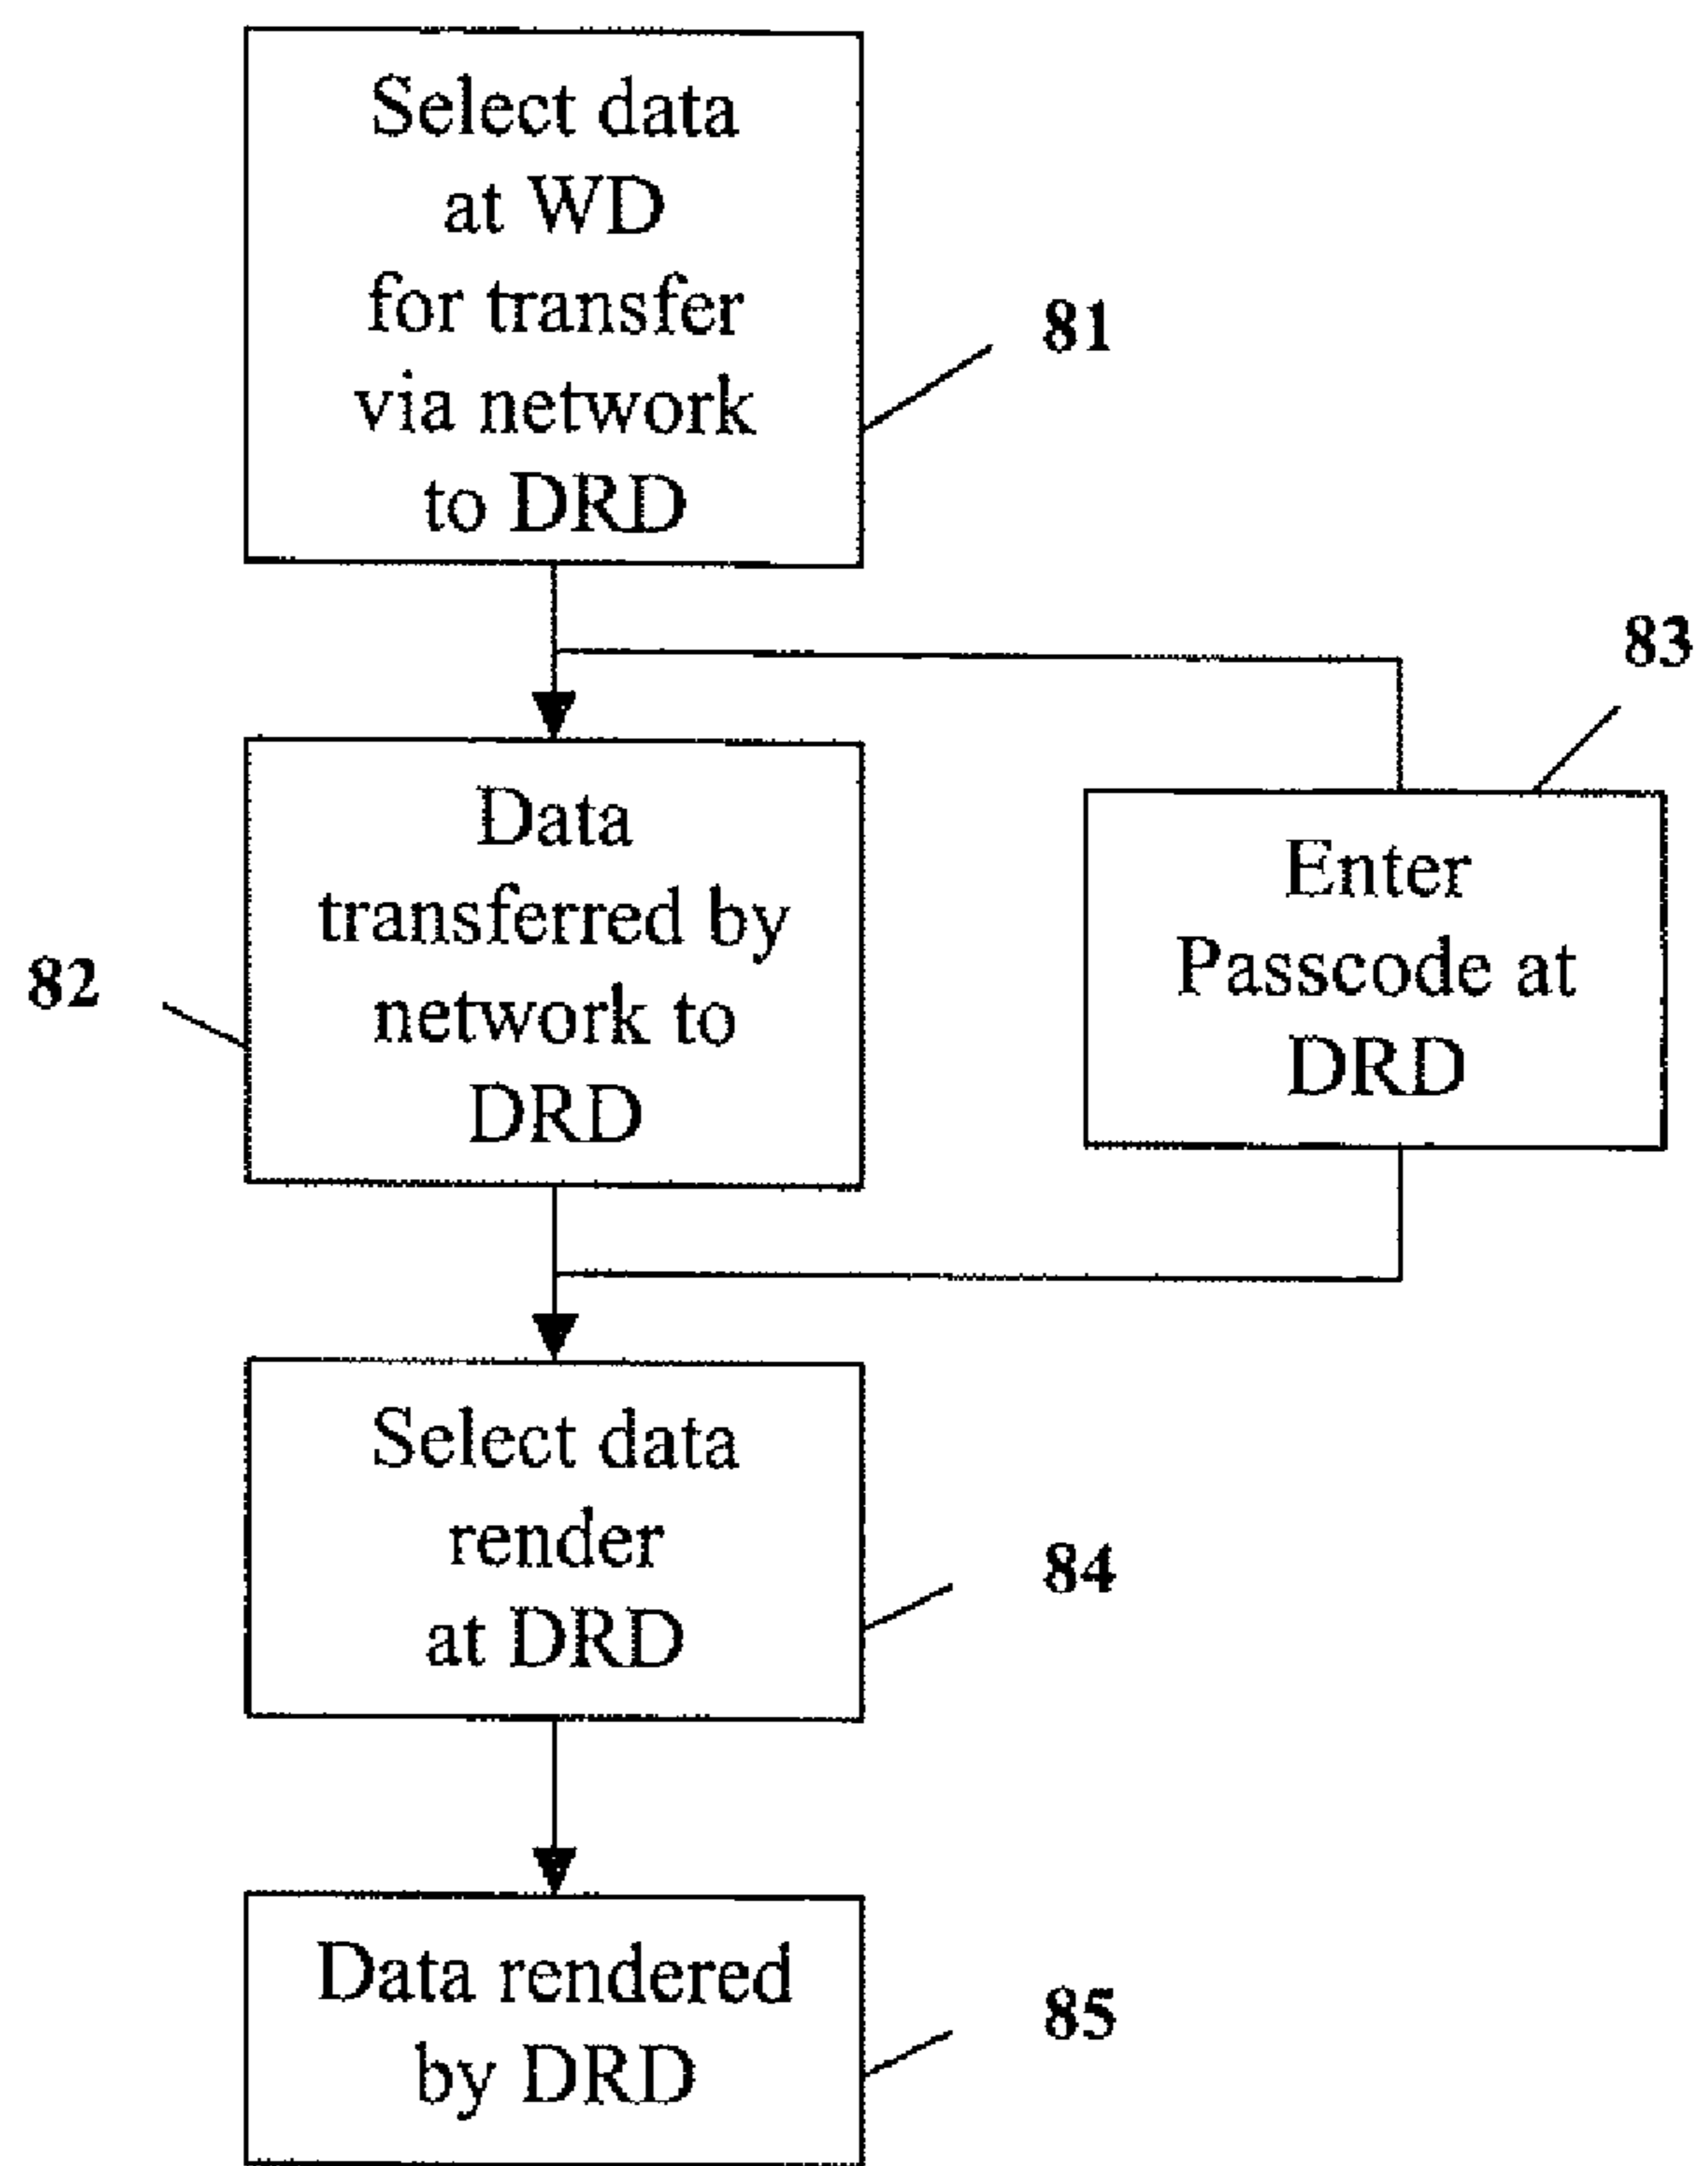 Select data
at WD
for transfer
via network
to DRD
81
83
Data
transferred by
network to
DRD
82
Enter
Passcode at
DRD
Select data
render
at DRD
84
Data rendered
by DRD
85